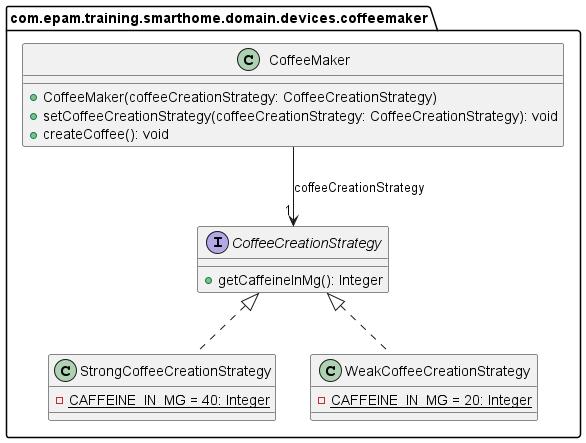 com.epam.training.smarthome.domain.devices.coffeemaker
C CoffeeMaker
CoffeeMaker(coffeeCreationStrategy: CoffeeCreationStrategy)
setCoffeeCreationStrategy(coffeeCreationStrategy: CoffeeCreationStrategy): void
createCoffee(): void
coffeeCreationStrategy
1
I CoffeeCreationStrategy
getCaffeineInMg(): Integer
C StrongCoffeeCreationStrategy
CAFFEINE_IN_MG = 40: Integer
C WeakCoffeeCreationStrategy
CAFFEINE_IN_MG = 20: Integer